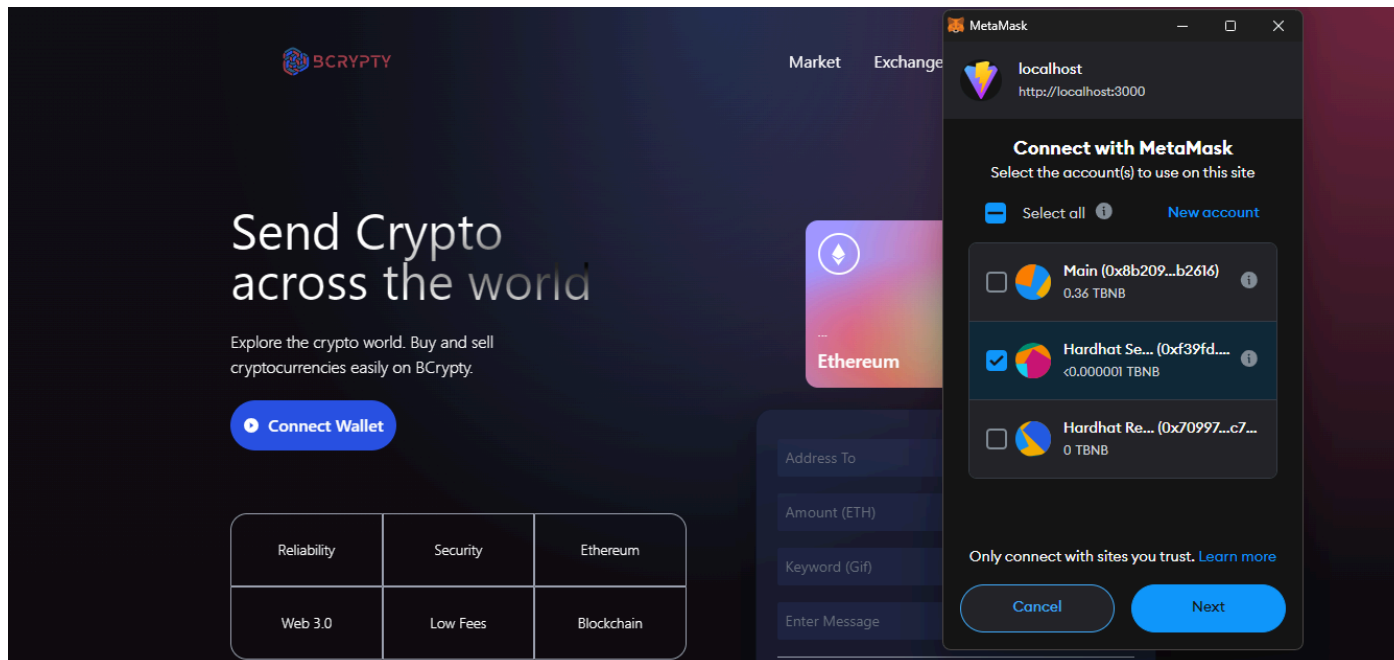 BCRYPTY
Market
Exchange
Send Crypto
across the world
Explore the crypto world. Buy and sell
cryptocurrencies easily on BCrypty.
Connect Wallet
Reliability
Security
Ethereum
Web 3.0
Low Fees
Blockchain
...
Ethereum
Address To
Amount (ETH)
Keyword (Gif)
Enter Message
MetaMask
localhost
http://localhost:3000
Connect with MetaMask
Select the account(s) to use on this site
Select all
New account
Main (0x8b209...b2616)
0.36 TBNB
Hardhat Se... (0xf39fd....
<0.000001 TBNB
Hardhat Re... (0x70997...c7...
0 TBNB
Only connect with sites you trust. Learn more
Cancel
Next